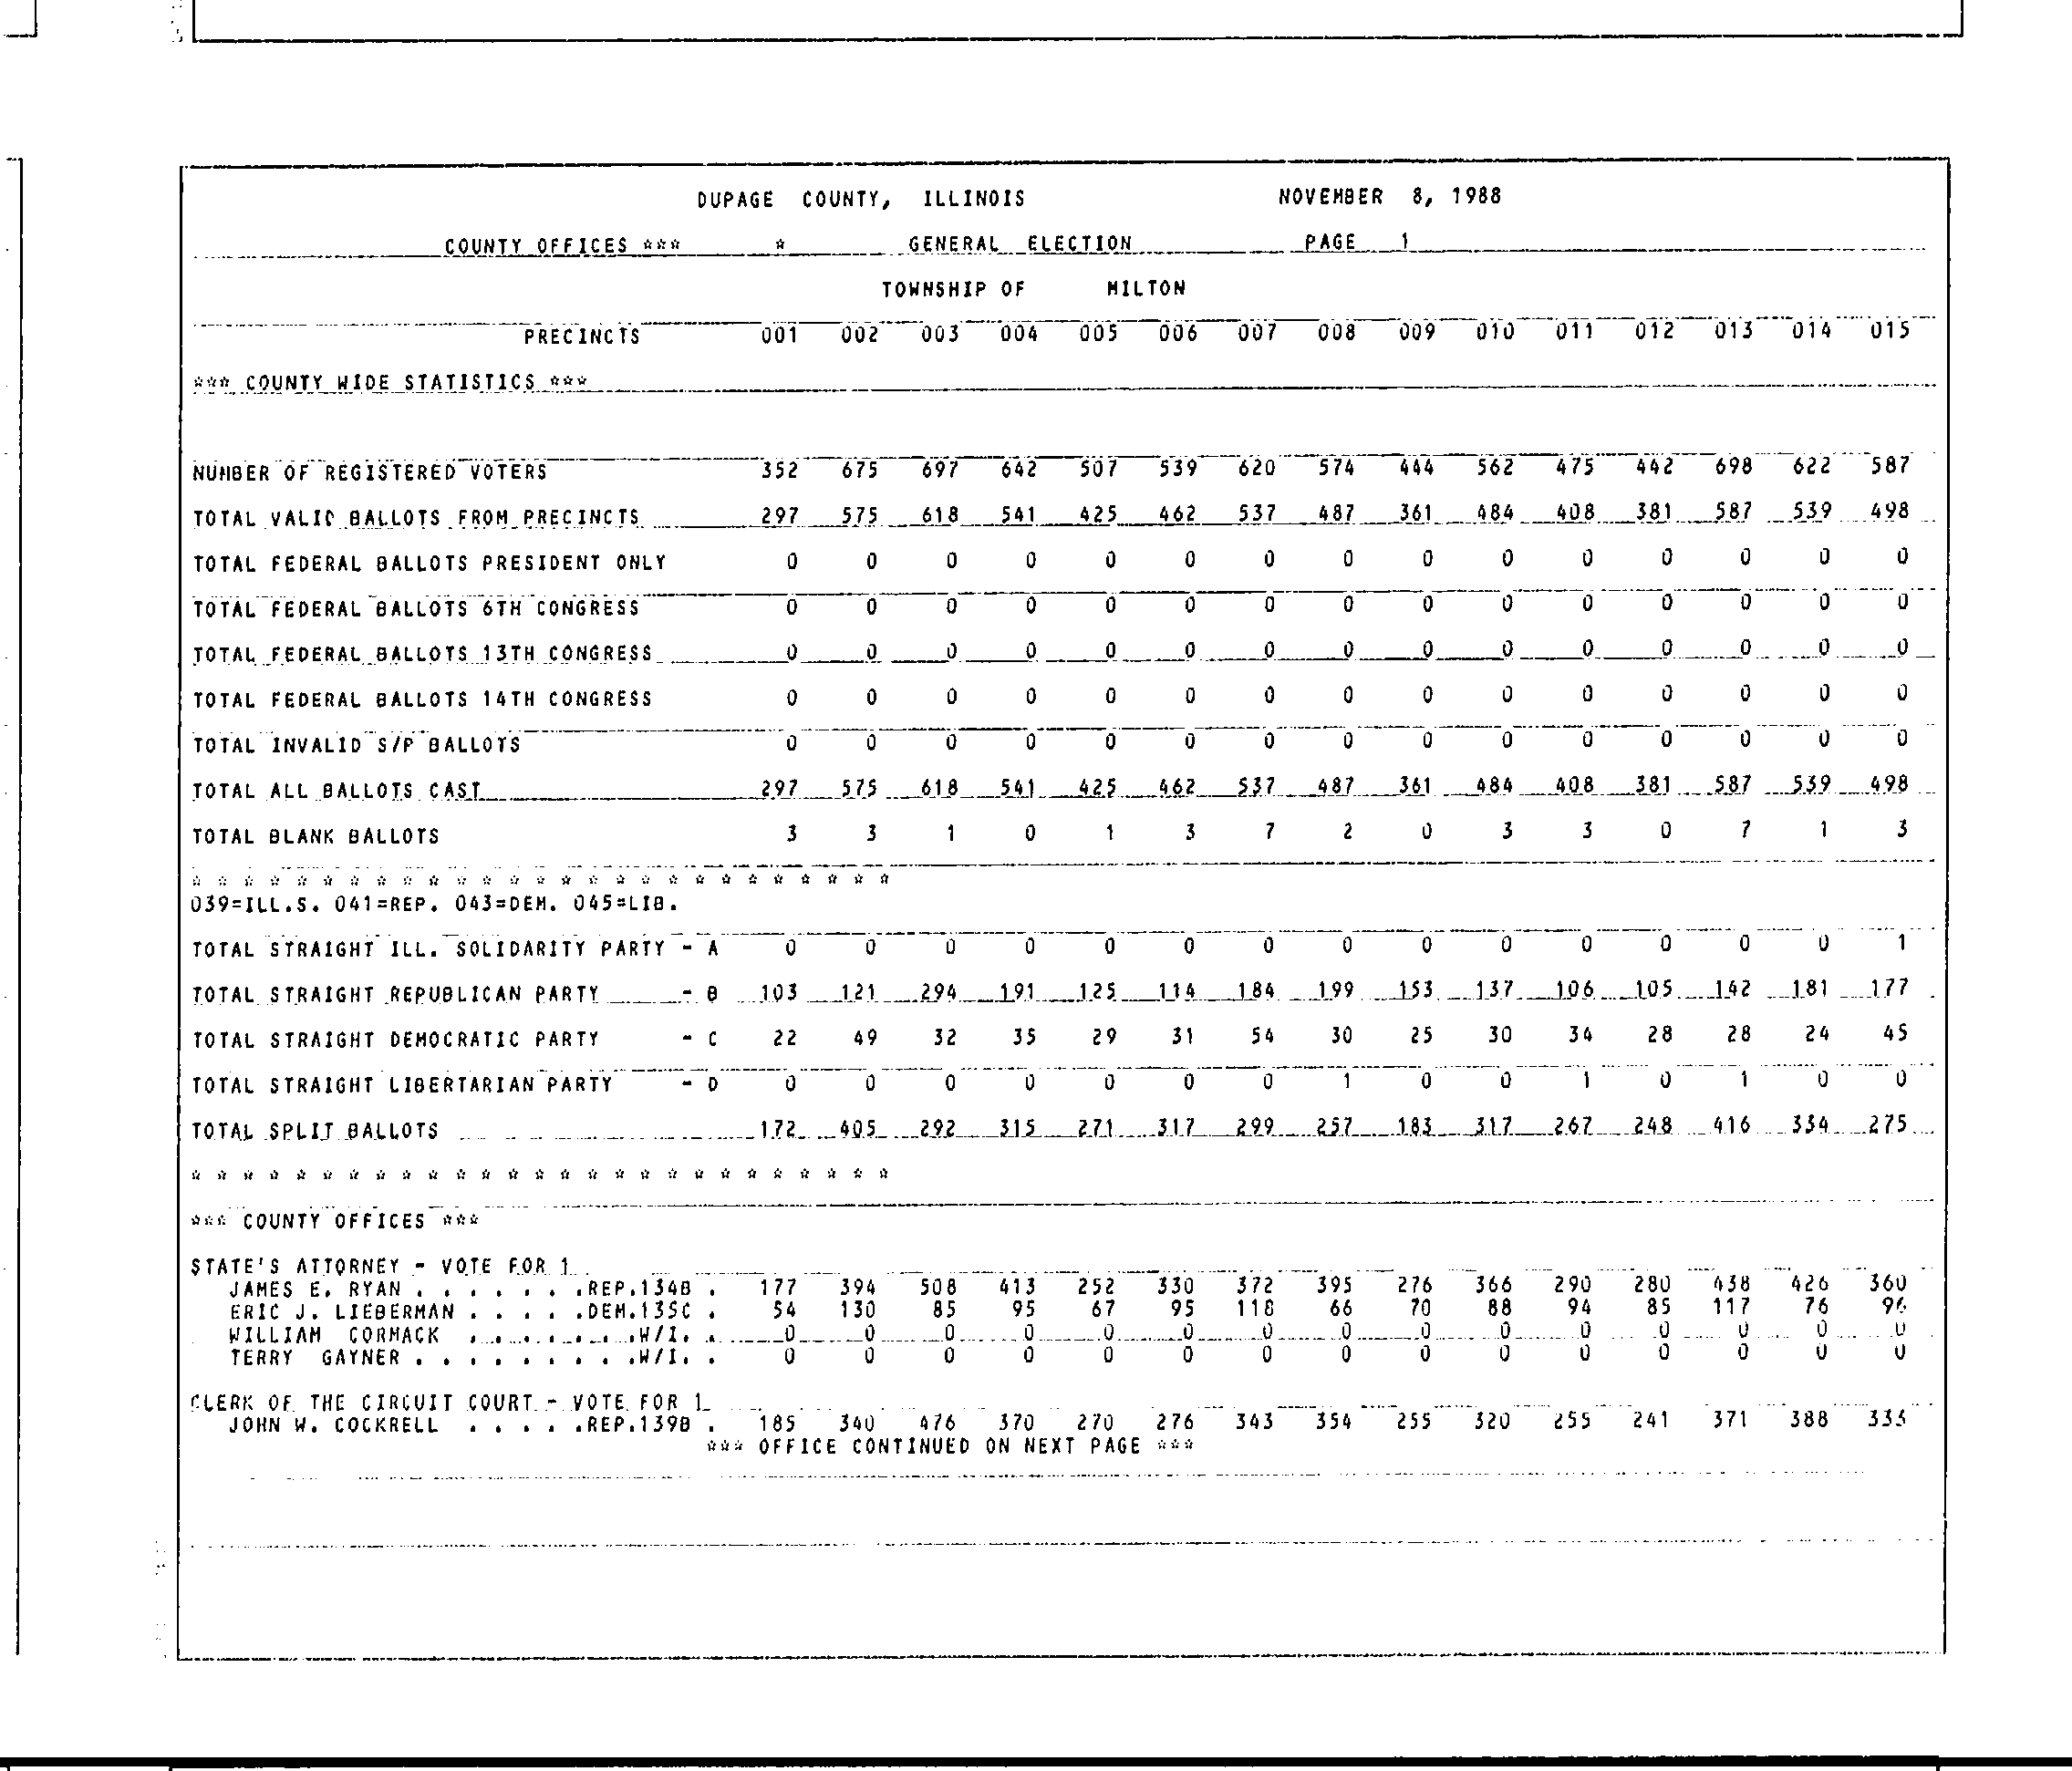 DUPAGE COUNTY, ILLINOIS NOVEMBER 8, 1988
COUNTY OFFICES *** * GENERAL ELECTION PAGE 1
TOWNSHIP OF MILTON
PRECINCTS 001 002 003 004 005 006 007 008 009 010 011 012 013 014 015
*** COUNTY WIDE STATISTICS ***
NUMBER OF REGISTERED VOTERS 352 675 697 642 507 539 620 574 444 562 475 442 698 622 587
TOTAL VALID BALLOTS FROM PRECINCTS 297 575 618 541 425 462 537 487 361 484 408 381 587 539 498
TOTAL FEDERAL BALLOTS PRESIDENT ONLY 0 0 0 0 0 0 0 0 0 0 0 0 0 0 0
TOTAL FEDERAL BALLOTS 6TH CONGRESS 0 0 0 0 0 0 0 0 0 0 0 0 0 0 0
TOTAL FEDERAL BALLOTS 13TH CONGRESS 0 0 0 0 0 0 0 0 0 0 0 0 0 0 0
TOTAL FEDERAL BALLOTS 14TH CONGRESS 0 0 0 0 0 0 0 0 0 0 0 0 0 0 0
TOTAL INVALID S/P BALLOTS 0 0 0 0 0 0 0 0 0 0 0 0 0 0 0
TOTAL ALL BALLOTS CAST 297 575 618 541 425 462 537 487 361 484 408 381 587 539 498
TOTAL BLANK BALLOTS 3 3 1 0 1 3 7 2 0 3 3 0 7 1 3
* * * * * * * * * * * * * * * * * * * * * * * * * * *
039=ILL.S. 041=REP. 043=DEM. 045=LIB.
TOTAL STRAIGHT ILL. SOLIDARITY PARTY - A 0 0 0 0 0 0 0 0 0 0 0 0 0 0 1
TOTAL STRAIGHT REPUBLICAN PARTY - B 103 121 294 191 125 114 184 199 153 137 106 105 142 181 177
TOTAL STRAIGHT DEMOCRATIC PARTY - C 22 49 32 35 29 31 54 30 25 30 34 28 28 24 45
TOTAL STRAIGHT LIBERTARIAN PARTY - D 0 0 0 0 0 0 0 1 0 0 1 0 1 0 0
TOTAL SPLIT BALLOTS 172 405 292 315 271 317 299 257 183 317 267 248 416 334 275
* * * * * * * * * * * * * * * * * * * * * * * * * * *
*** COUNTY OFFICES ***
STATE'S ATTORNEY - VOTE FOR 1
JAMES E. RYAN . . . . . . .REP.134B . 177 394 508 413 252 330 372 395 276 366 290 280 438 426 360
ERIC J. LIEBERMAN . . . . .DEM.135C . 54 130 85 95 67 95 118 66 70 88 94 85 117 76 96
WILLIAM CORMACK . . . . . . .W/I. . 0 0 0 0 0 0 0 0 0 0 0 0 0 0 0
TERRY GAYNER . . . . . . . . .W/I. . 0 0 0 0 0 0 0 0 0 0 0 0 0 0 0
CLERK OF THE CIRCUIT COURT - VOTE FOR 1
JOHN W. COCKRELL . . . . .REP.139B . 185 340 476 370 270 276 343 354 255 320 255 241 371 388
*** OFFICE CONTINUED ON NEXT PAGE ***